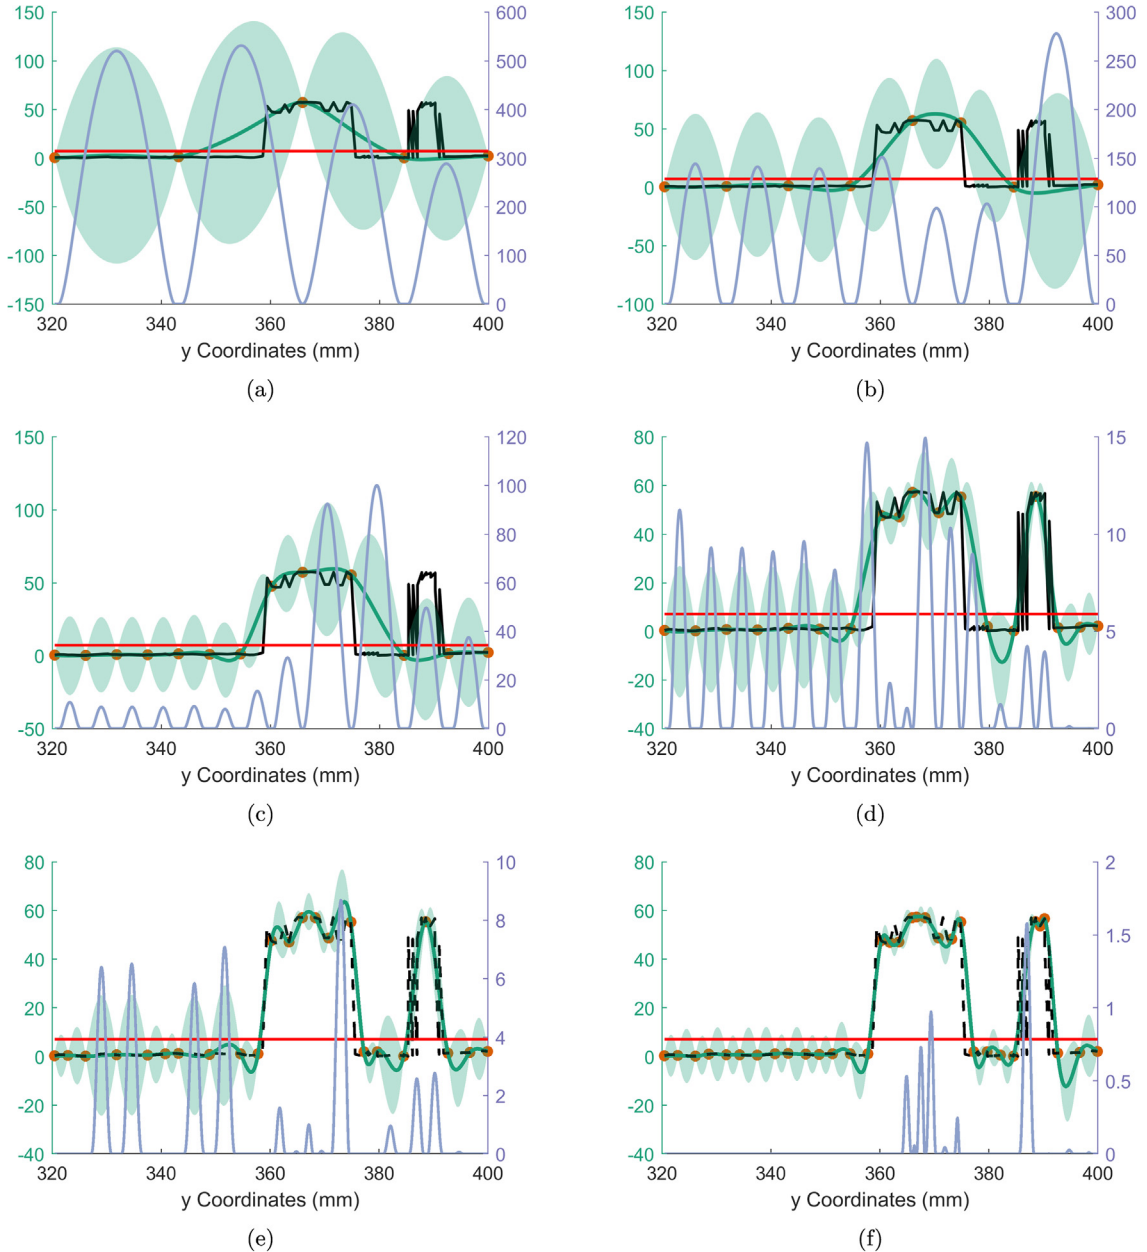 150 600
100 500
50 400
0 300
-50 200
-100 100
-150 0
320 340 360 380 400
y Coordinates (mm)
(a)
150 300
100 250
50 200
0 150
-50 100
50
-100 0
320 340 360 380 400
y Coordinates (mm)
(b)
150 120
100 100
80
50 60
0 40
20
-50 0
320 340 360 380 400
y Coordinates (mm)
(c)
80 15
60
40 10
20
0 5
-20
-40 0
320 340 360 380 400
y Coordinates (mm)
(d)
80 10
60 8
40 6
20
0 4
-20 2
-40 0
320 340 360 380 400
y Coordinates (mm)
(e)
80 2
60 1.5
40
20 1
0 0.5
-20
-40 0
320 340 360 380 400
y Coordinates (mm)
(f)